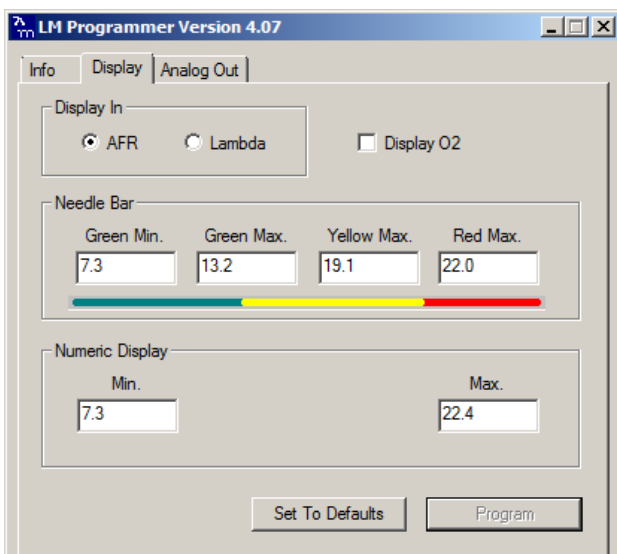 LM Programmer Version 4.07
Info Display Analog Out
Display In
AFR Lambda Display O2
Needle Bar
Green Min. Green Max. Yellow Max. Red Max.
7.3 13.2 19.1 22.0
Numeric Display
Min. Max.
7.3 22.4
Set To Defaults Program